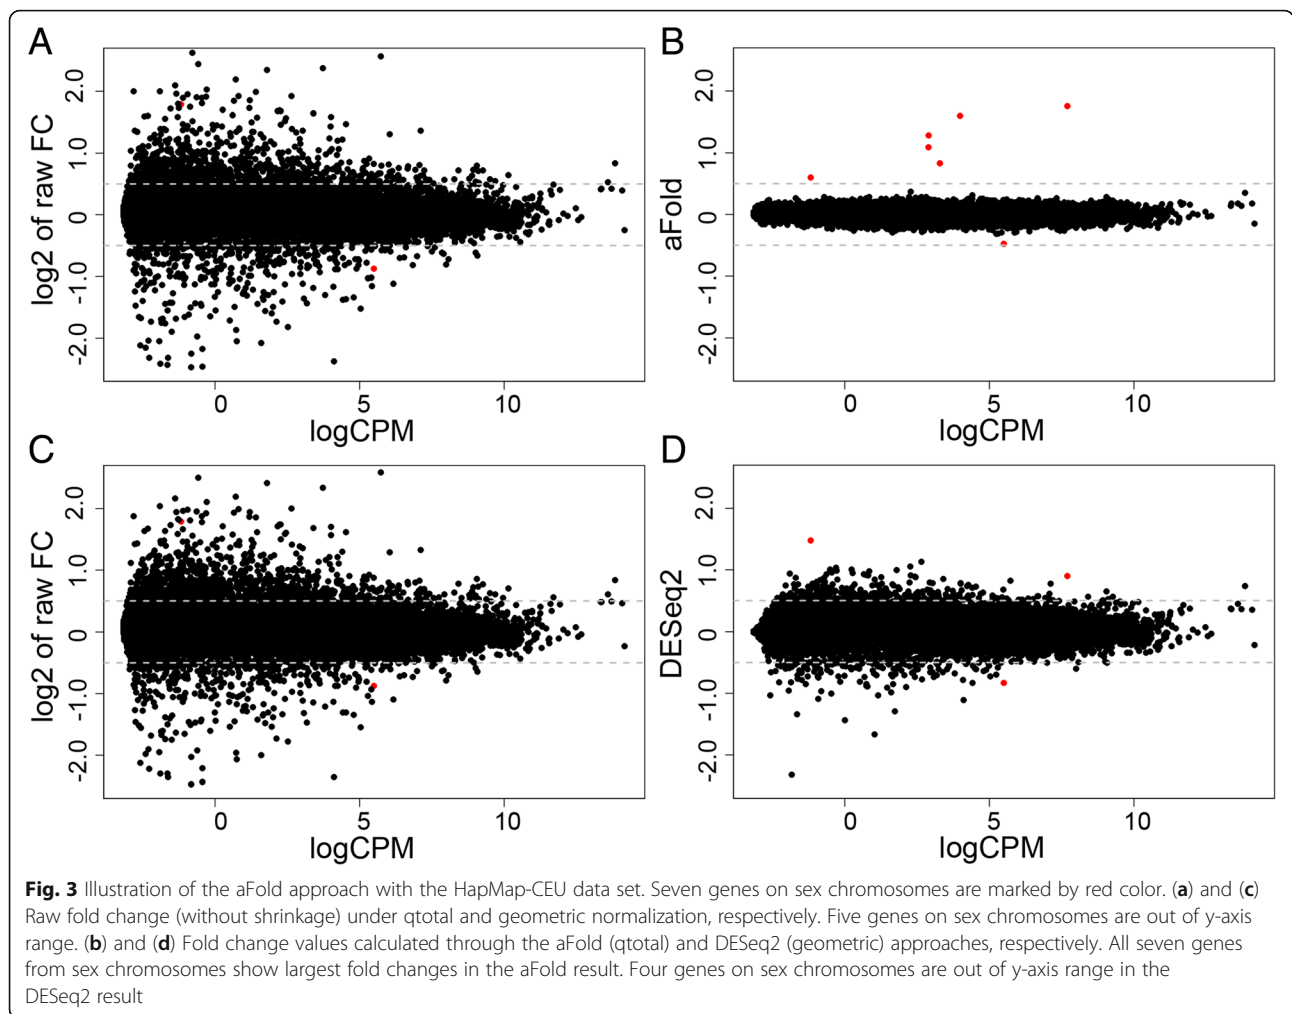 A
B
log2 of raw FC
2.0
1.0
0
-1.0
-2.0
0
5
10
logCPM
aFold
2.0
1.0
0
-1.0
-2.0
0
5
10
logCPM
C
D
log2 of raw FC
2.0
1.0
0
-1.0
-2.0
0
5
10
logCPM
DESeq2
2.0
1.0
0
-1.0
-2.0
0
5
10
logCPM
Fig. 3 Illustration of the aFold approach with the HapMap-CEU data set. Seven genes on sex chromosomes are marked by red color. (a) and (c)
Raw fold change (without shrinkage) under qtotal and geometric normalization, respectively. Five genes on sex chromosomes are out of y-axis
range. (b) and (d) Fold change values calculated through the aFold (qtotal) and DESeq2 (geometric) approaches, respectively. All seven genes
from sex chromosomes show largest fold changes in the aFold result. Four genes on sex chromosomes are out of y-axis range in the
DESeq2 result